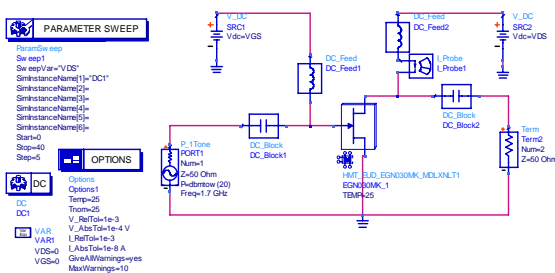 PARAMETER SWEEP
ParamSweep
Sweep1
SweepVar="VDS"
SimInstanceName[1]="DC1"
SimInstanceName[2]=
SimInstanceName[3]=
SimInstanceName[4]=
SimInstanceName[5]=
SimInstanceName[6]=
Start=0
Stop=40
Step=5
OPTIONS
DC
DC
DC1
Options
Options1
Temp=25
Tnom=25
V_RelTol=1e-3
V_AbsTol=1e-4 V
I_RelTol=1e-3
I_AbsTol=1e-8 A
GiveAllWarnings=yes
MaxWarnings=10
VAR
VAR1
VDS=0
VGS=0
V_DC
SRC1
Vdc=VGS
DC_Feed
DC_Feed1
DC_Feed
DC_Feed2
I_Probe
I_Probe1
V_DC
SRC2
Vdc=VDS
DC_Block
DC_Block1
DC_Block
DC_Block2
P_1Tone
PORT1
Num=1
Z=50 Ohm
P=dbmtow (20)
Freq=1.7 GHz
HMT_EUD_EGN030MK_MDLXNLT1
EGN030MK_1
TEMP=25
Term
Term2
Num=2
Z=50 Ohm